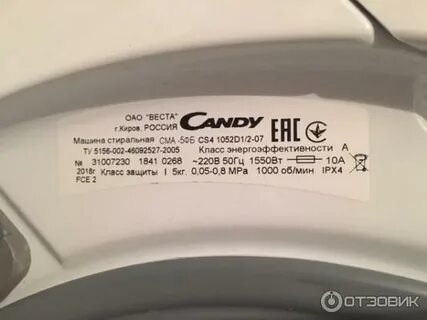 ОАО "ВЕСТА"
г.Киров, РОССИЯ
CANDY
EAC
Машина стиральная СМА -5ФБ CS4 1052D1/2-07
ТУ 5156-002-46092527-2005 Класс энергоэффективности А
№ 31007230 1841 0268 ~220В 50Гц 1550Вт 10А
2018г Класс защиты I 5кг. 0,05-0,8 МРа 1000 об/мин IPX4
FCE 2
ОТЗОВИК